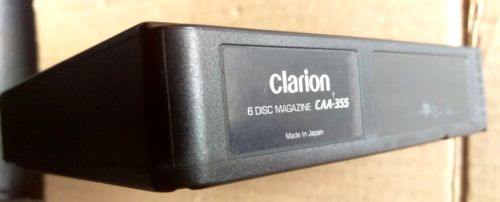 Clarion
6 DISC MAGAZINE CAA-355
Made In Japan